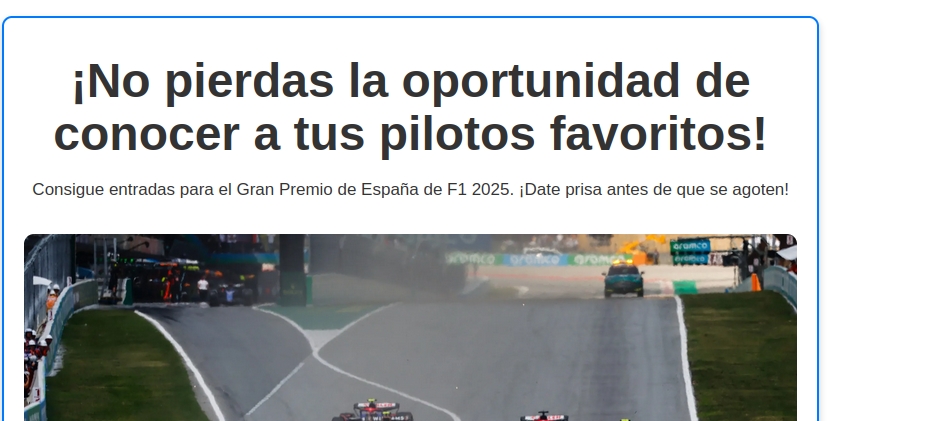 ¡No pierdas la oportunidad de
conocer a tus pilotos favoritos!
Consigue entradas para el Gran Premio de España de F1 2025. ¡Date prisa antes de que se agoten!
aramco
aramco aramco aramco